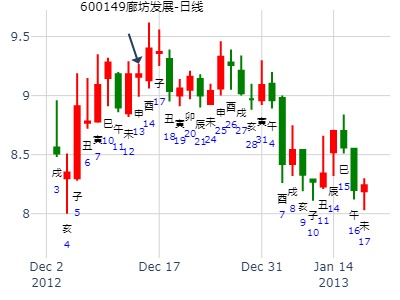 600149廊坊发展-日线
9.5
9
8.5
8
戌
3
亥
4
子
5
丑
6
寅
7
巳
10
午
11
未
12
申
13
酉
14
子
17
丑
18
寅
19
卯
20
辰
21
未
24
申
25
酉
26
戌
27
亥
28
寅
31
午
4
酉
7
戌
8
亥
9
子
10
丑
11
辰
14
巳
15
午
16
未
17
Dec 2
2012
Dec 17
Dec 31
Jan 14
2013